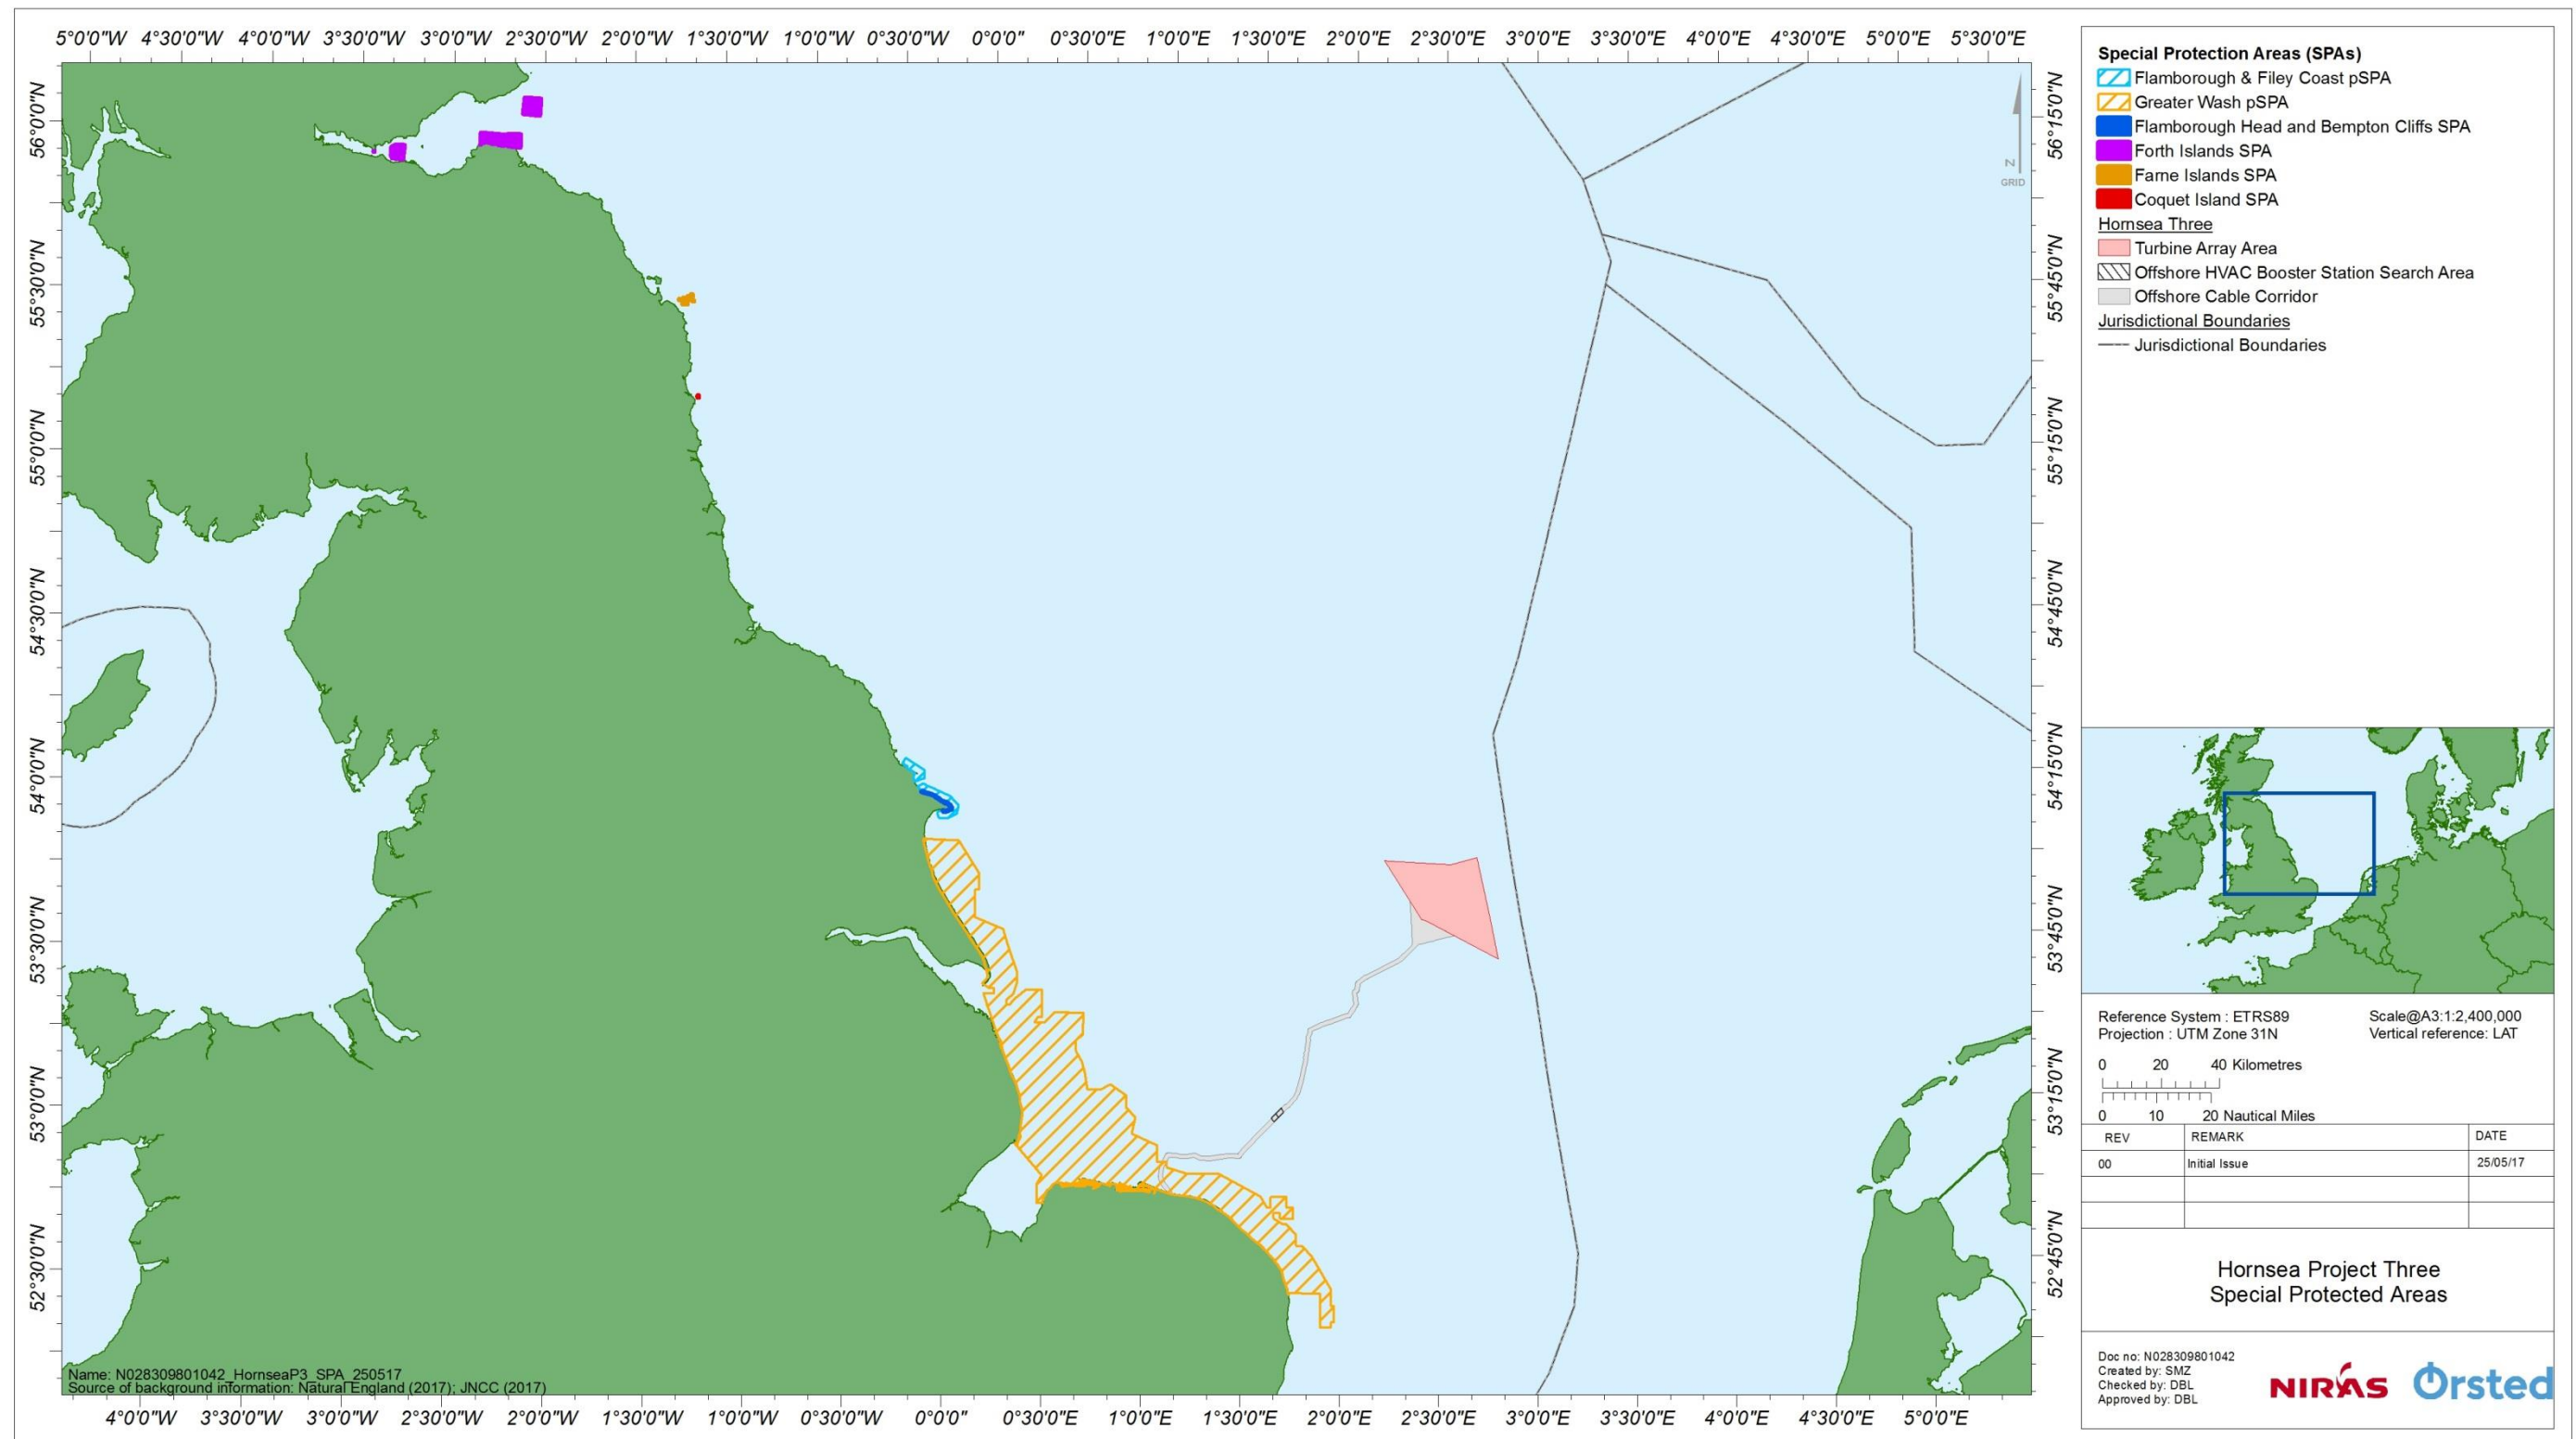 5°0'0"W 4°30'0"W 4°0'0"W 3°30'0"W 3°0'0"W 2°30'0"W 2°0'0"W 1°30'0"W 1°0'0"W 0°30'0"W 0°0'0" 0°30'0"E 1°0'0"E 1°30'0"E 2°0'0"E 2°30'0"E 3°0'0"E 3°30'0"E 4°0'0"E 4°30'0"E 5°0'0"E 5°30'0"E
56°0'0"N
55°30'0"N
55°0'0"N
54°30'0"N
54°0'0"N
53°30'0"N
53°0'0"N
52°30'0"N
56°15'0"N
55°45'0"N
55°15'0"N
54°45'0"N
54°15'0"N
53°45'0"N
53°15'0"N
52°45'0"N
N
GRID
Name: N028309801042_HornseaP3_SPA_250517
Source of background information: Natural England (2017); JNCC (2017)
4°0'0"W 3°30'0"W 3°0'0"W 2°30'0"W 2°0'0"W 1°30'0"W 1°0'0"W 0°30'0"W 0°0'0" 0°30'0"E 1°0'0"E 1°30'0"E 2°0'0"E 2°30'0"E 3°0'0"E 3°30'0"E 4°0'0"E 4°30'0"E 5°0'0"E
Special Protection Areas (SPAs)
Flamborough & Filey Coast pSPA
Greater Wash pSPA
Flamborough Head and Bempton Cliffs SPA
Forth Islands SPA
Farne Islands SPA
Coquet Island SPA
Hornsea Three
Turbine Array Area
Offshore HVAC Booster Station Search Area
Offshore Cable Corridor
Jurisdictional Boundaries
Jurisdictional Boundaries
Reference System : ETRS89 Scale@A3:1:2,400,000
Projection : UTM Zone 31N Vertical reference: LAT
0 20 40 Kilometres
0 10 20 Nautical Miles
REV REMARK DATE
00 Initial Issue 25/05/17
Hornsea Project Three
Special Protected Areas
Doc no: N028309801042
Created by: SMZ
Checked by: DBL
Approved by: DBL
NIRAS Ørsted